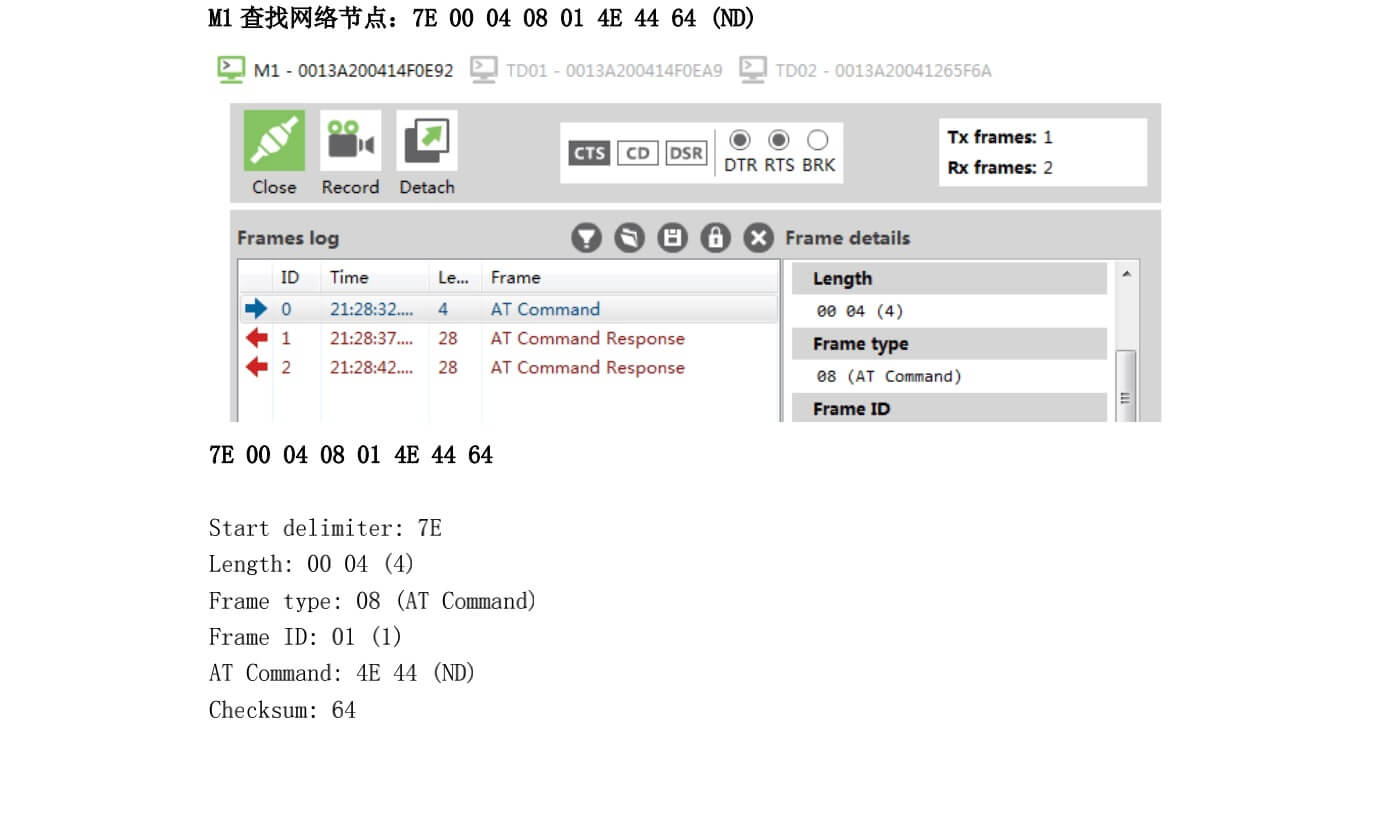 M1 查找网络节点: 7E 00 04 08 01 4E 44 64 (ND)
M1 - 0013A200414F0E92 TD01 - 0013A200414F0EA9 TD02 - 0013A20041265F6A
Close Record Detach
CTS CD DSR DTR RTS BRK
Tx frames: 1
Rx frames: 2
Frames log
ID Time Le... Frame
0 21:28:32.... 4 AT Command
1 21:28:37.... 28 AT Command Response
2 21:28:42.... 28 AT Command Response
Frame details
Length
00 04 (4)
Frame type
08 (AT Command)
Frame ID
7E 00 04 08 01 4E 44 64
Start delimiter: 7E
Length: 00 04 (4)
Frame type: 08 (AT Command)
Frame ID: 01 (1)
AT Command: 4E 44 (ND)
Checksum: 64